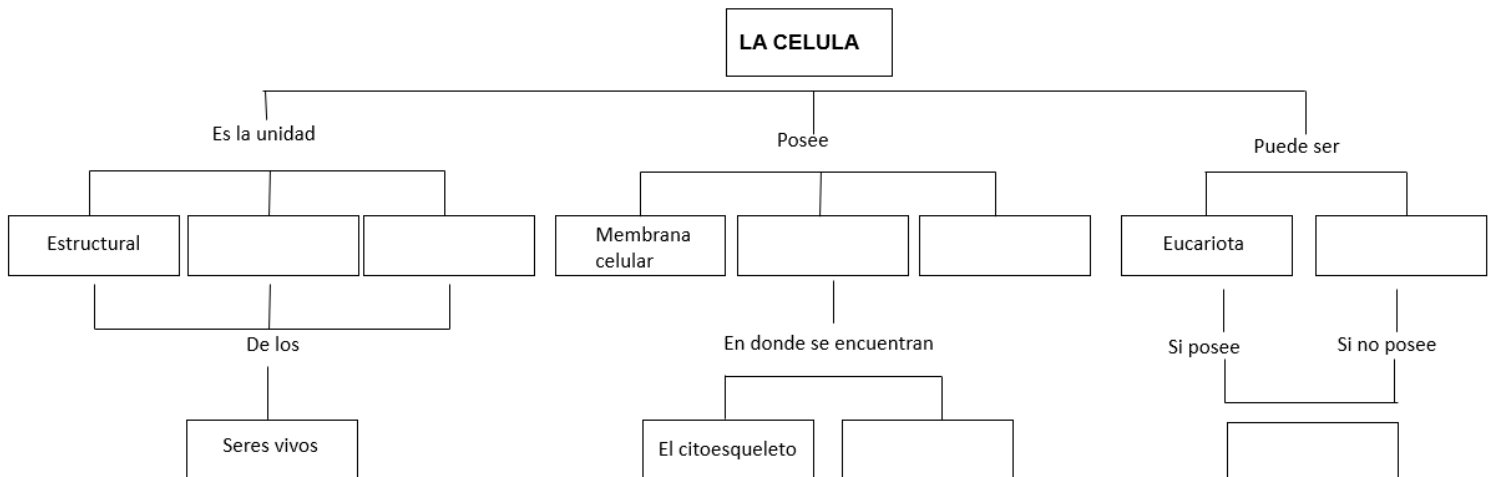 LA CELULA
Es la unidad
Posee
Puede ser
Estructural
Membrana
celular
Eucariota
De los
En donde se encuentran
Si posee
Si no posee
Seres vivos
El citoesqueleto